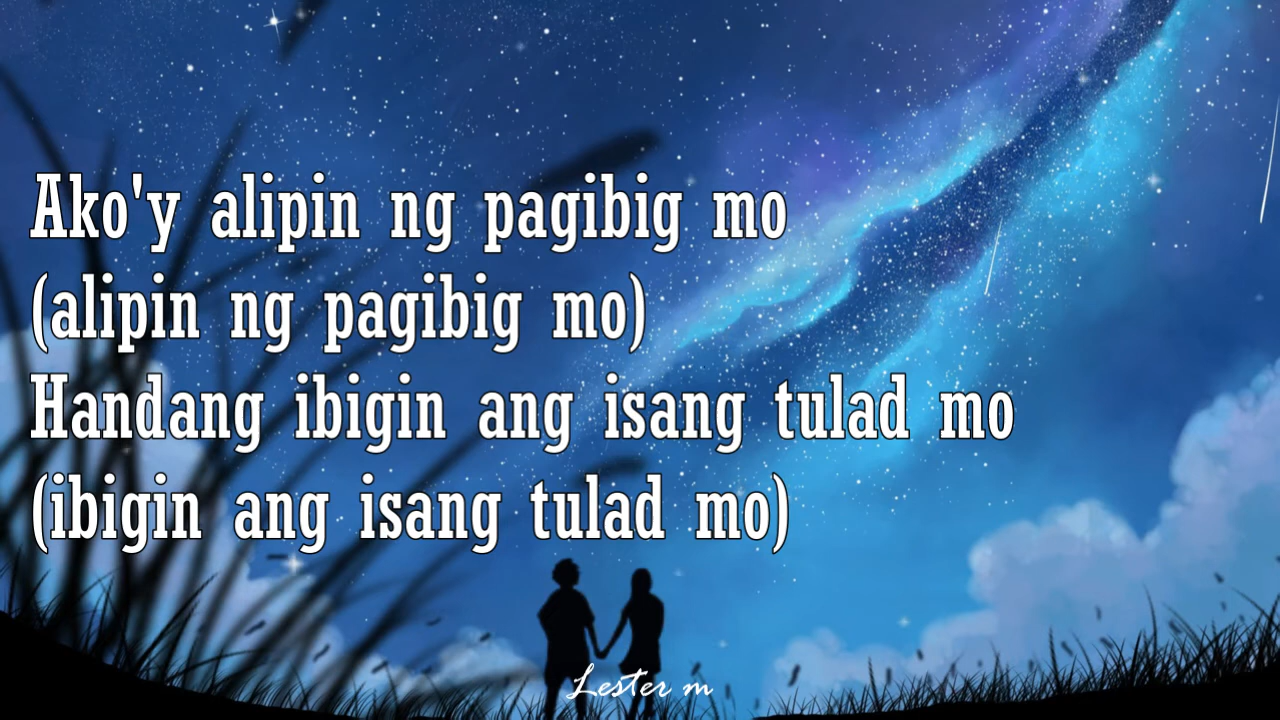 Ako'y alipin ng pagibig mo
(alipin ng pagibig mo)
Handang ibigin ang isang tulad mo
(ibigin ang isang tulad mo)
Lester m